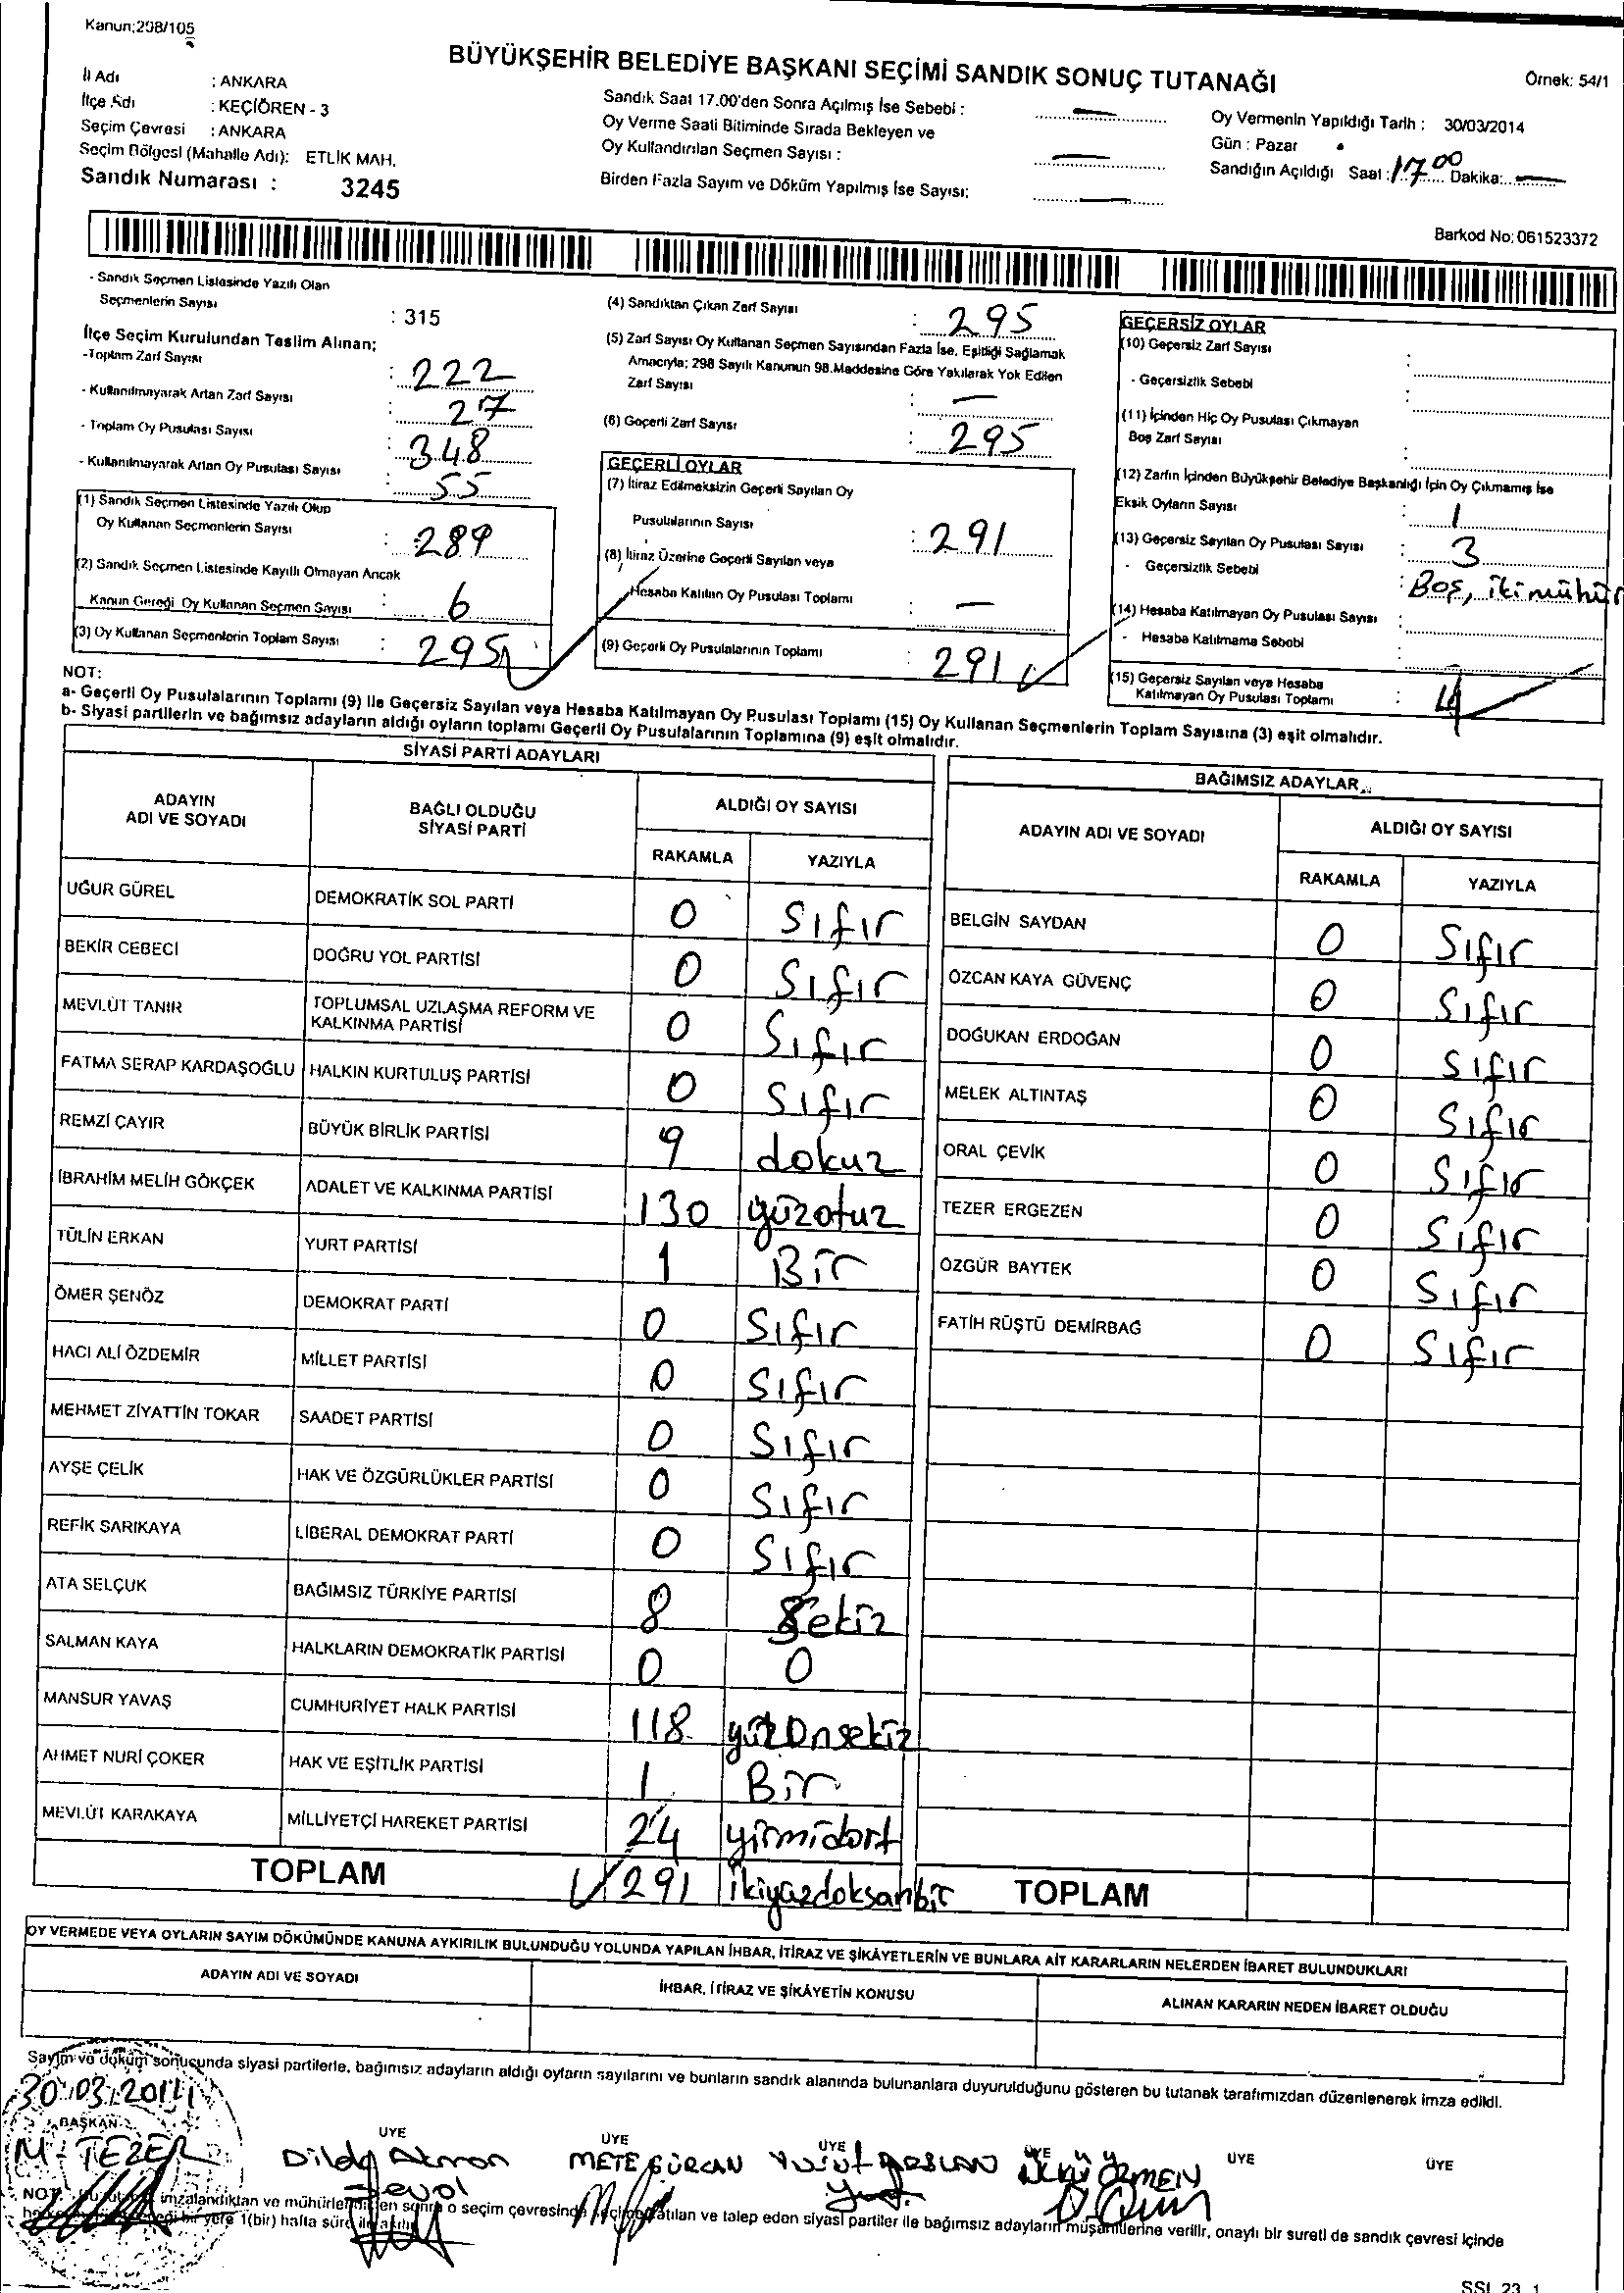 Kanun;298/105
BÜYÜKŞEHİR BELEDİYE BAŞKANI SEÇİMİ SANDIK SONUÇ TUTANAĞI
Örnek: 54/1
İl Adı : ANKARA
İlçe Adı : KEÇİÖREN - 3
Seçim Çevresi : ANKARA
Seçim Bölgesi (Mahalle Adı): ETLİK MAH.
Sandık Numarası : 3245
Sandık Saat 17.00'den Sonra Açılmış İse Sebebi : —
Oy Verme Saati Bitiminde Sırada Bekleyen ve
Oy Kullandırılan Seçmen Sayısı : —
Birden Fazla Sayım ve Döküm Yapılmış İse Sayısı: —
Oy Vermenin Yapıldığı Tarih : 30/03/2014
Gün : Pazar
Sandığın Açıldığı Saat : 17 00 Dakika: —
Barkod No: 061523372
- Sandık Seçmen Listesinde Yazılı Olan
Seçmenlerin Sayısı : 315
İlçe Seçim Kurulundan Teslim Alınan;
-Toplam Zarf Sayısı : 222
- Kullanılmayarak Artan Zarf Sayısı : 27
- Toplam Oy Pusulası Sayısı : 348
- Kullanılmayarak Artan Oy Pusulası Sayısı : 55
(1) Sandık Seçmen Listesinde Yazılı Olup
Oy Kullanan Seçmenlerin Sayısı : 289
(2) Sandık Seçmen Listesinde Kayıtlı Olmayan Ancak
Kanun Gereği Oy Kullanan Seçmen Sayısı : 6
(3) Oy Kullanan Seçmenlerin Toplam Sayısı : 295
(4) Sandıktan Çıkan Zarf Sayısı : 295
(5) Zarf Sayısı Oy Kullanan Seçmen Sayısından Fazla İse, Eşitliği Sağlamak
Amacıyla; 298 Sayılı Kanunun 98.Maddesine Göre Yakılarak Yok Edilen
Zarf Sayısı : —
(6) Geçerli Zarf Sayısı : 295
GEÇERLİ OYLAR
(7) İtiraz Edilmeksizin Geçerli Sayılan Oy
Pusulalarının Sayısı : 291
(8) İtiraz Üzerine Geçerli Sayılan veya
Hesaba Katılan Oy Pusulası Toplamı : —
(9) Geçerli Oy Pusulalarının Toplamı : 291
GEÇERSİZ OYLAR
(10) Geçersiz Zarf Sayısı :
- Geçersizlik Sebebi :
(11) İçinden Hiç Oy Pusulası Çıkmayan
Boş Zarf Sayısı :
(12) Zarfın İçinden Büyükşehir Belediye Başkanlığı İçin Oy Çıkmamış İse
Eksik Oyların Sayısı : 1
(13) Geçersiz Sayılan Oy Pusulası Sayısı : 3
- Geçersizlik Sebebi : Boş, iki mühür
(14) Hesaba Katılmayan Oy Pusulası Sayısı :
- Hesaba Katılmama Sebebi :
(15) Geçersiz Sayılan veya Hesaba
Katılmayan Oy Pusulası Toplamı : 4
NOT:
a- Geçerli Oy Pusulalarının Toplamı (9) ile Geçersiz Sayılan veya Hesaba Katılmayan Oy Pusulası Toplamı (15) Oy Kullanan Seçmenlerin Toplam Sayısına (3) eşit olmalıdır.
b- Siyasi partilerin ve bağımsız adayların aldığı oyların toplamı Geçerli Oy Pusulalarının Toplamına (9) eşit olmalıdır.
SİYASİ PARTİ ADAYLARI
ADAYIN ADI VE SOYADI BAĞLI OLDUĞU SİYASİ PARTİ ALDIĞI OY SAYISI
RAKAMLA YAZIYLA
UĞUR GÜREL DEMOKRATİK SOL PARTİ 0 Sıfır
BEKİR CEBECİ DOĞRU YOL PARTİSİ 0 Sıfır
MEVLÜT TANIR TOPLUMSAL UZLAŞMA REFORM VE KALKINMA PARTİSİ 0 Sıfır
FATMA SERAP KARDAŞOĞLU HALKIN KURTULUŞ PARTİSİ 0 Sıfır
REMZİ ÇAYIR BÜYÜK BİRLİK PARTİSİ 9 dokuz
İBRAHİM MELİH GÖKÇEK ADALET VE KALKINMA PARTİSİ 130 yüzotuz
TÜLİN ERKAN YURT PARTİSİ 1 Bir
ÖMER ŞENÖZ DEMOKRAT PARTİ 0 Sıfır
HACI ALİ ÖZDEMİR MİLLET PARTİSİ 0 Sıfır
MEHMET ZİYATTİN TOKAR SAADET PARTİSİ 0 Sıfır
AYŞE ÇELİK HAK VE ÖZGÜRLÜKLER PARTİSİ 0 Sıfır
REFİK SARIKAYA LİBERAL DEMOKRAT PARTİ 0 Sıfır
ATA SELÇUK BAĞIMSIZ TÜRKİYE PARTİSİ 8 Sekiz
SALMAN KAYA HALKLARIN DEMOKRATİK PARTİSİ 0 0
MANSUR YAVAŞ CUMHURİYET HALK PARTİSİ 118 yüzonsekiz
AHMET NURİ ÇOKER HAK VE EŞİTLİK PARTİSİ 1 Bir
MEVLÜT KARAKAYA MİLLİYETÇİ HAREKET PARTİSİ 24 yirmidört
TOPLAM 291 ikiyüzdoksanbir
BAĞIMSIZ ADAYLAR
ADAYIN ADI VE SOYADI ALDIĞI OY SAYISI
RAKAMLA YAZIYLA
BELGİN SAYDAN 0 Sıfır
ÖZCAN KAYA GÜVENÇ 0 Sıfır
DOĞUKAN ERDOĞAN 0 Sıfır
MELEK ALTINTAŞ 0 Sıfır
ORAL ÇEVİK 0 Sıfır
TEZER ERGEZEN 0 Sıfır
ÖZGÜR BAYTEK 0 Sıfır
FATİH RÜŞTÜ DEMİRBAĞ 0 Sıfır
TOPLAM
OY VERMEDE VEYA OYLARIN SAYIM DÖKÜMÜNDE KANUNA AYKIRILIK BULUNDUĞU YOLUNDA YAPILAN İHBAR, İTİRAZ VE ŞİKÂYETLERİN VE BUNLARA AİT KARARLARIN NELERDEN İBARET BULUNDUKLARI
ADAYIN ADI VE SOYADI İHBAR, İTİRAZ VE ŞİKÂYETİN KONUSU ALINAN KARARIN NEDEN İBARET OLDUĞU
Sayım ve döküm sonucunda siyasi partilerle, bağımsız adayların aldığı oyların sayılarını ve bunların sandık alanında bulunanlara duyurulduğunu gösteren bu tutanak tarafımızdan düzenlenerek imza edildi.
30.03.2014
BAŞKAN ÜYE ÜYE ÜYE ÜYE ÜYE ÜYE
M. TEZER METE GÜRCAN ÜLKÜ ÖRMEN
NOT: imzalandıktan ve mühürlendikten sonra o seçim çevresinde seçime katılan ve talep eden siyasi partiler ile bağımsız adayların müşahitlerine verilir, onaylı bir sureti de sandık çevresi içinde
bir yere 1(bir) hafta süre ile asılır.
SSI 23 1